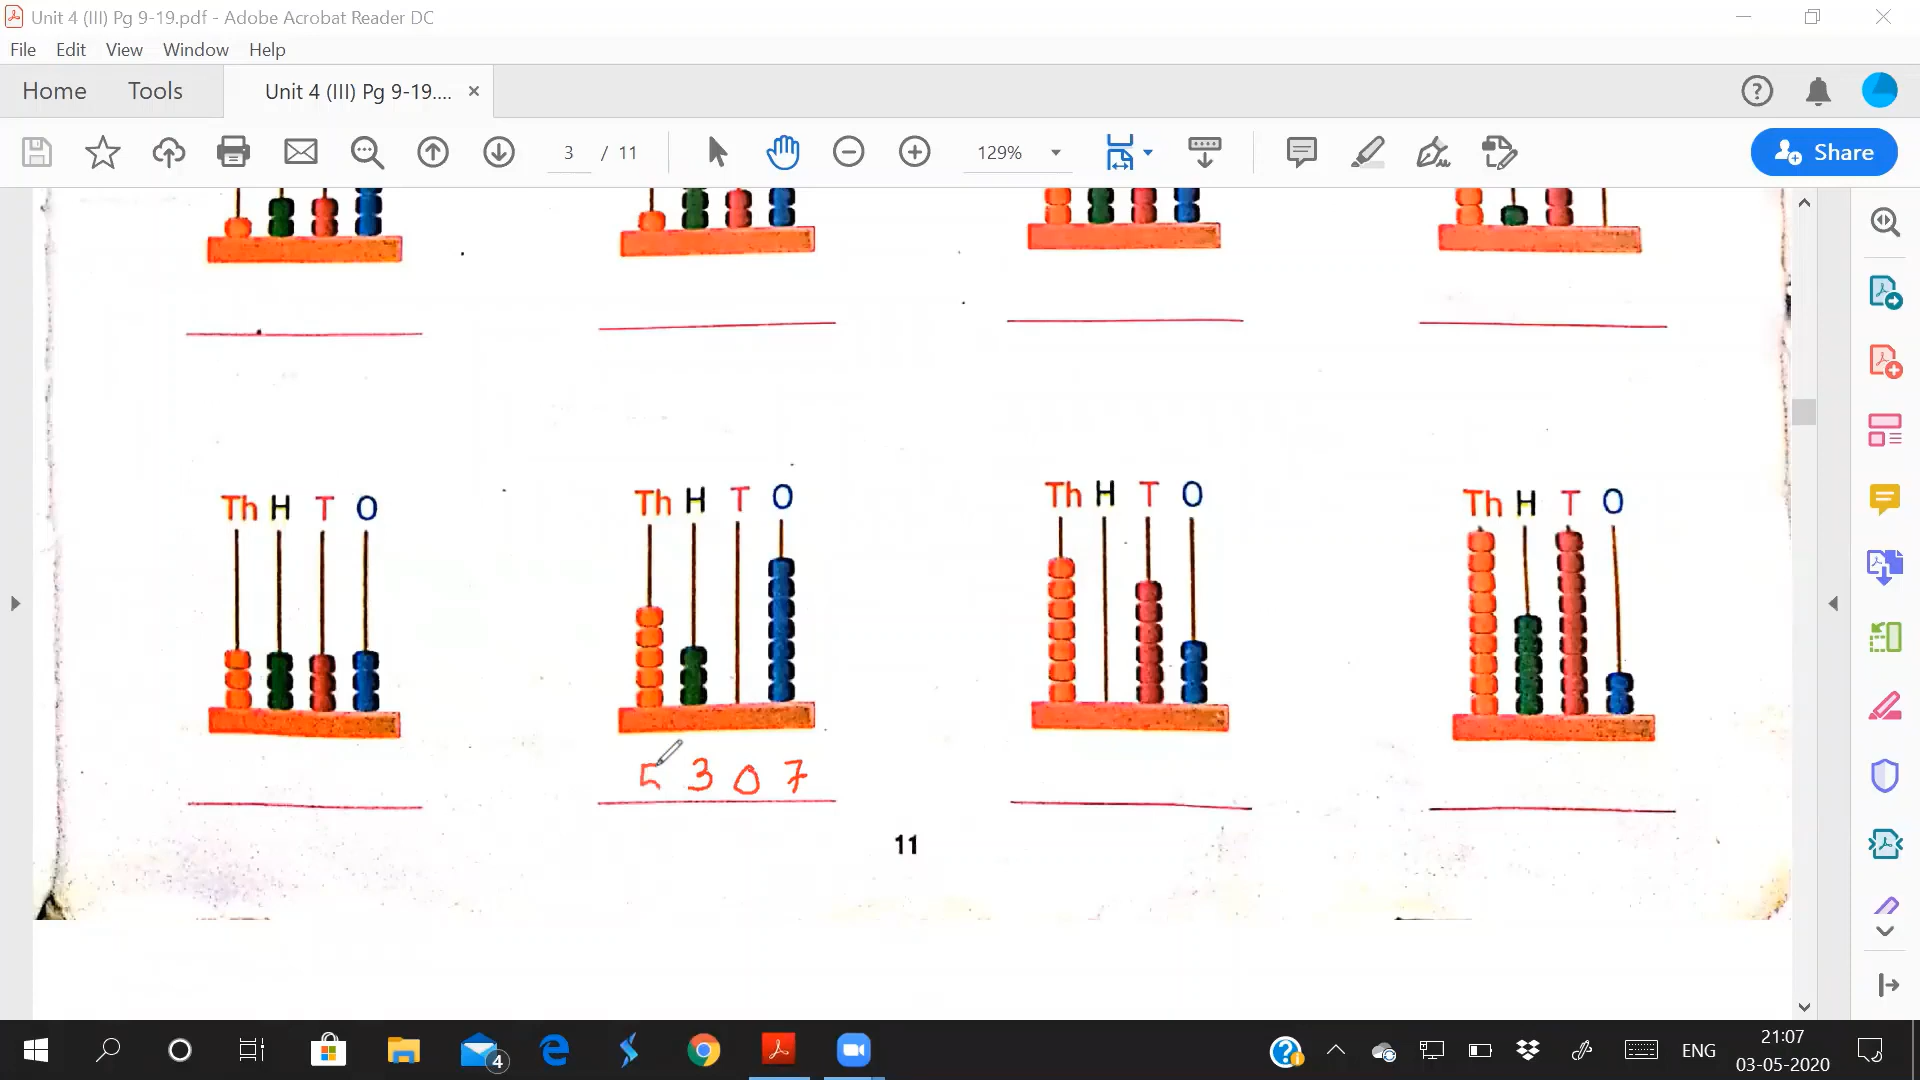 Unit 4 (III) Pg 9-19.pdf - Adobe Acrobat Reader DC
File Edit View Window Help
Home Tools Unit 4 (III) Pg 9-19.... ×
3 / 11 129% Share
Th H T O Th H T O Th H T O Th H T O
5 3 0 7
11
4 ENG 21:07
03-05-2020